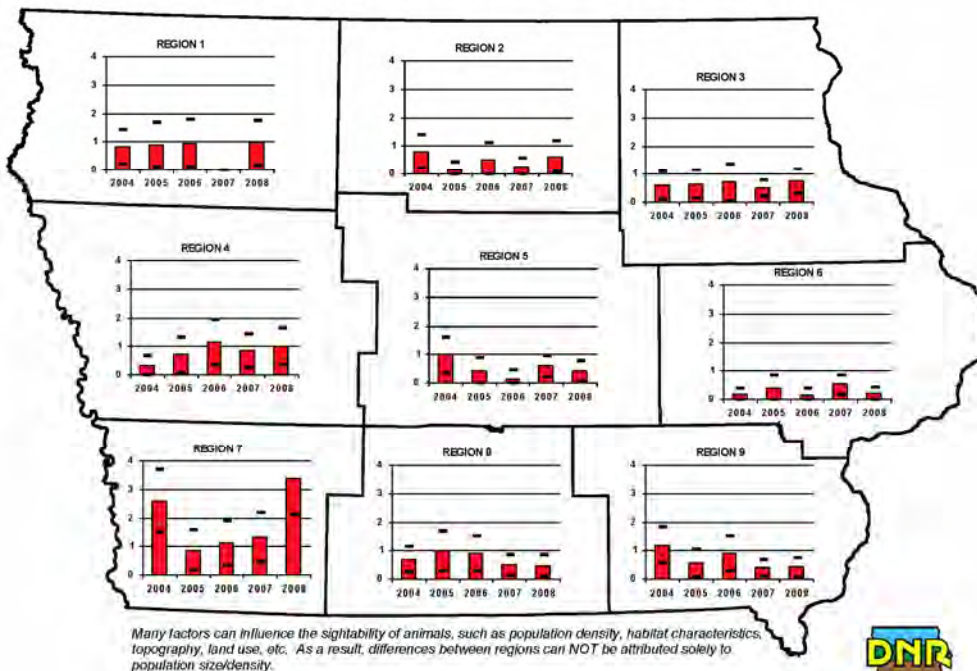 REGION 1
4
3
2
1
0
2004 2005 2006 2007 2008
REGION 2
4
3
2
1
0
2004 2005 2006 2007 2008
REGION 3
4
3
2
1
0
2004 2005 2006 2007 2008
REGION 4
4
3
2
1
0
2004 2005 2006 2007 2008
REGION 5
4
3
2
1
0
2004 2005 2006 2007 2008
REGION 6
4
3
2
1
0
2004 2005 2006 2007 2008
REGION 7
4
3
2
1
0
2004 2005 2006 2007 2008
REGION 8
4
3
2
1
0
2004 2005 2006 2007 2008
REGION 9
4
3
2
1
0
2004 2005 2006 2007 2008
Many factors can influence the sightability of animals, such as population density, habitat characteristics,
topography, land use, etc. As a result, differences between regions can NOT be attributed solely to
population size/density.
DNR